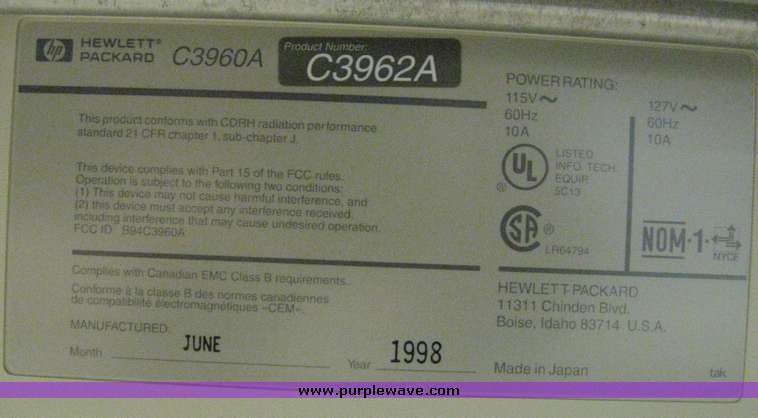 hp HEWLETT®
PACKARD
C3960A
Product Number:
C3962A
This product conforms with CDRH radiation performance
standard 21 CFR chapter 1, sub-chapter J.
This device complies with Part 15 of the FCC rules.
Operation is subject to the following two conditions:
(1) This device may not cause harmful interference, and
(2) this device must accept any interference received,
including interference that may cause undesired operation.
FCC ID B94C3960A
Complies with Canadian EMC Class B requirements.
Conforme à la classe B des normes canadiennes
de compatibilité électromagnétiques -CEM-.
MANUFACTURED:
Month JUNE Year 1998
POWER RATING:
115V~
60Hz
10A
127V~
60Hz
10A
UL ®
LISTED
INFO. TECH.
EQUIP.
5C13
SA ®
LR64794
NOM-1-
NYCE
HEWLETT-PACKARD
11311 Chinden Blvd.
Boise, Idaho 83714 U.S.A.
Made in Japan
tak
www.purplewave.com